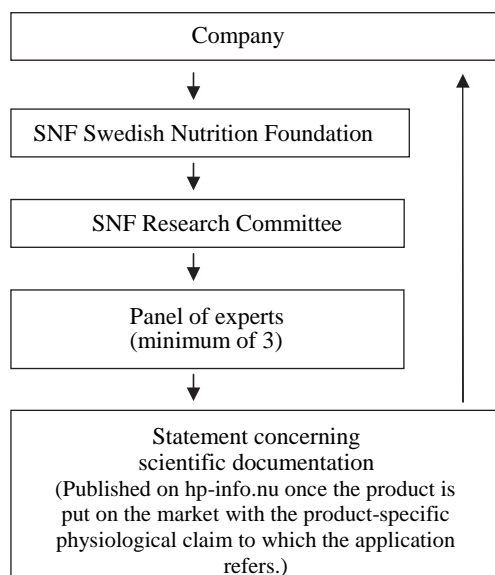 Company
SNF Swedish Nutrition Foundation
SNF Research Committee
Panel of experts
(minimum of 3)
Statement concerning
scientific documentation
(Published on hp-info.nu once the product is
put on the market with the product-specific
physiological claim to which the application
refers.)